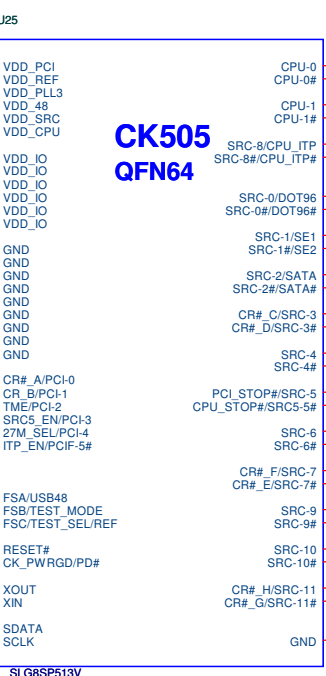 J25
VDD_PCI
VDD_REF
VDD_PLL3
VDD_48
VDD_SRC
VDD_CPU
VDD_IO
VDD_IO
VDD_IO
VDD_IO
VDD_IO
VDD_IO
GND
GND
GND
GND
GND
GND
GND
GND
GND
CR#_A/PCI-0
CR_B/PCI-1
TME/PCI-2
SRC5_EN/PCI-3
27M_SEL/PCI-4
ITP_EN/PCIF-5#
FSA/USB48
FSB/TEST_MODE
FSC/TEST_SEL/REF
RESET#
CK_PWRGD/PD#
XOUT
XIN
SDATA
SCLK
CK505
QFN64
CPU-0
CPU-0#
CPU-1
CPU-1#
SRC-8/CPU_ITP
SRC-8#/CPU_ITP#
SRC-0/DOT96
SRC-0#/DOT96#
SRC-1/SE1
SRC-1#/SE2
SRC-2/SATA
SRC-2#/SATA#
CR#_C/SRC-3
CR#_D/SRC-3#
SRC-4
SRC-4#
PCI_STOP#/SRC-5
CPU_STOP#/SRC5-5#
SRC-6
SRC-6#
CR#_F/SRC-7
CR#_E/SRC-7#
SRC-9
SRC-9#
SRC-10
SRC-10#
CR#_H/SRC-11
CR#_G/SRC-11#
GND
SLG8SP513V